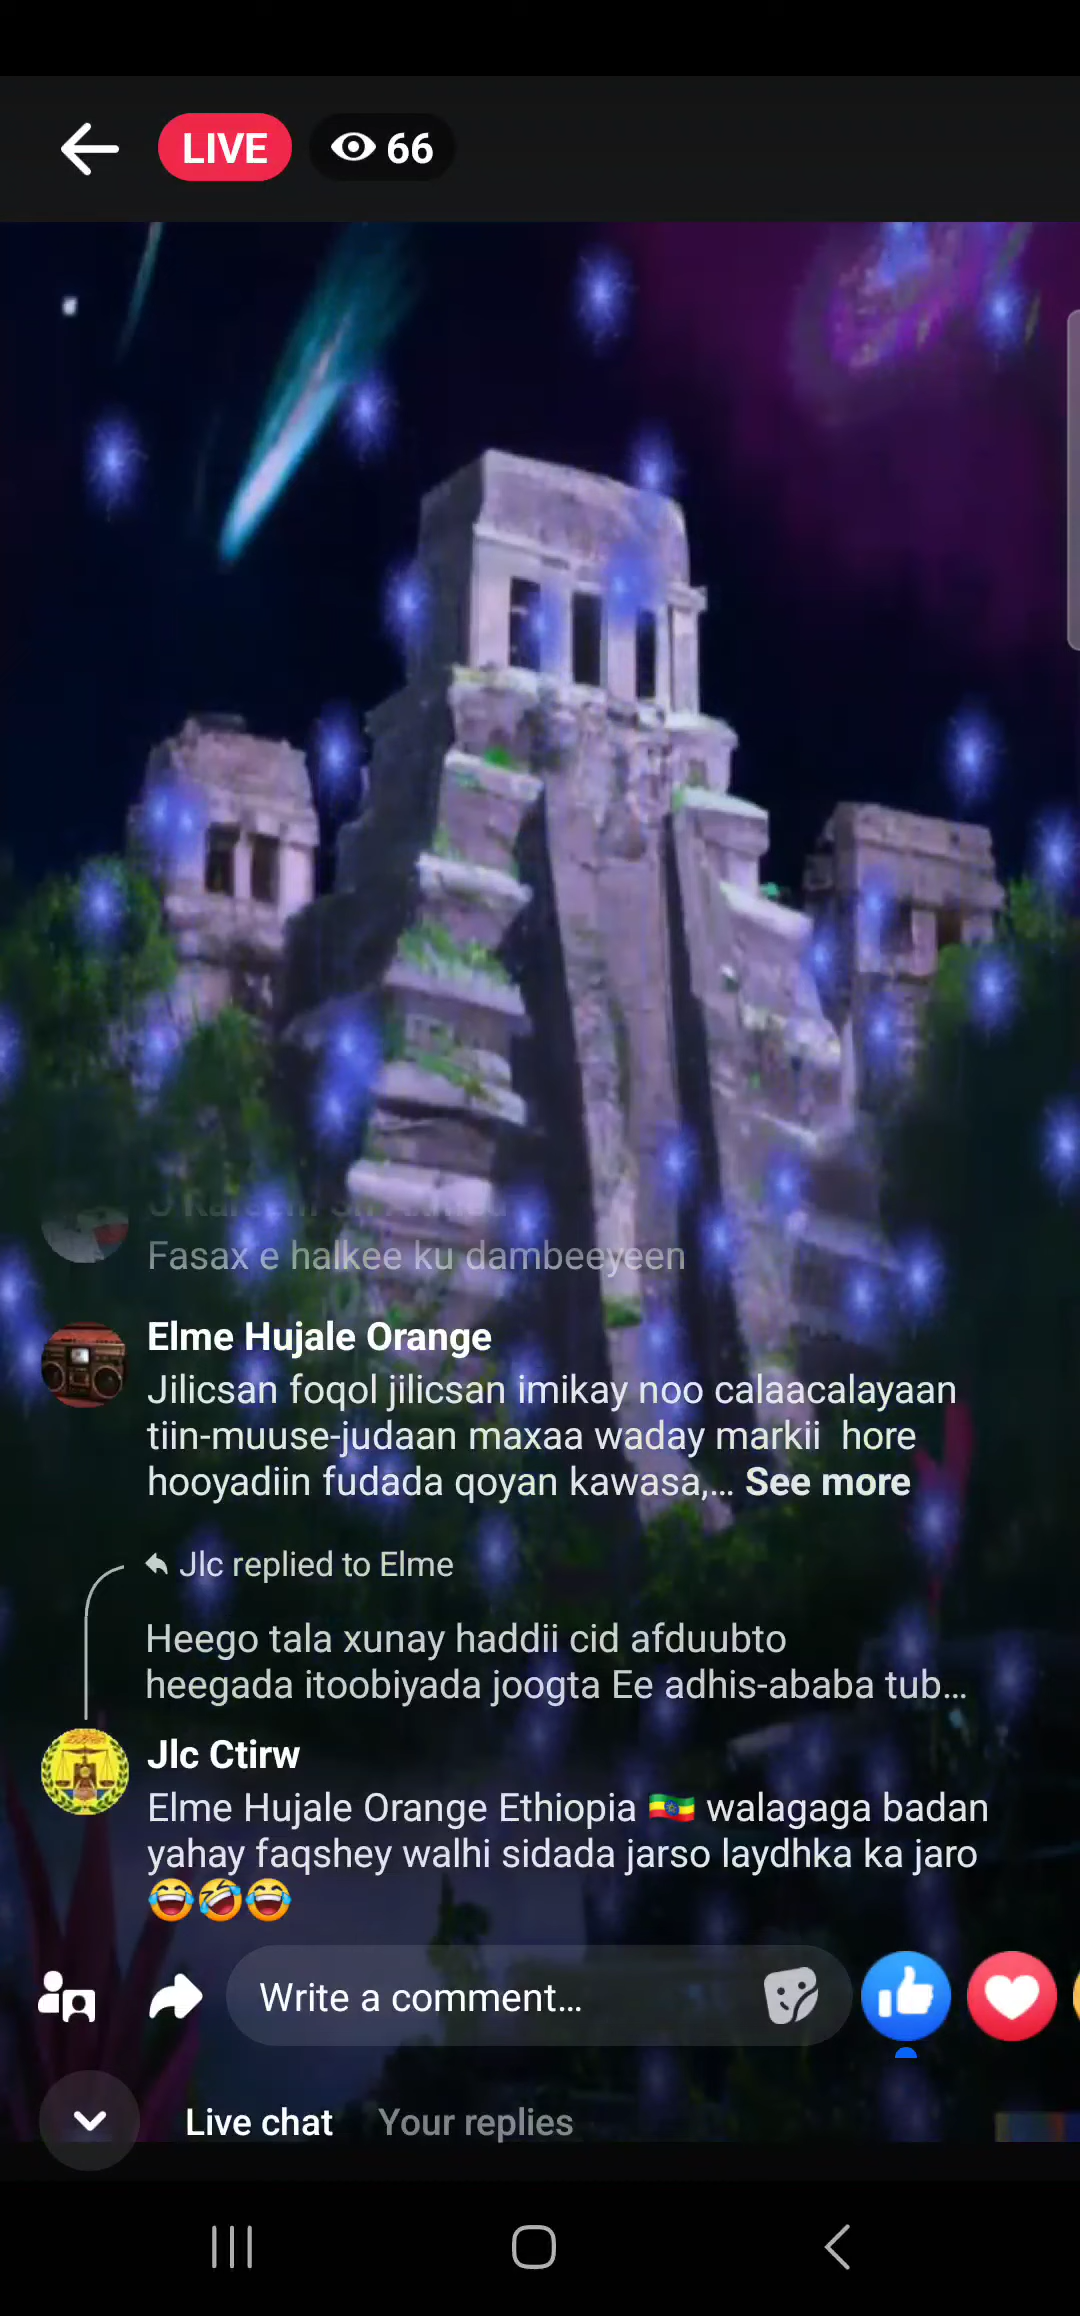 LIVE 66
Fasax e halkee ku dambeeyeen
Elme Hujale Orange
Jilicsan foqol jilicsan imikay noo calaacalayaan
tiin-muuse-judaan maxaa waday markii hore
hooyadiin fudada qoyan kawasa,... See more
Jlc replied to Elme
Heego tala xunay haddii cid afduubto
heegada itoobiyada joogta Ee adhis-ababa tub...
Jlc Ctirw
Elme Hujale Orange Ethiopia 🇪🇹 walagaga badan
yahay faqshey walhi sidada jarso laydhka ka jaro
😂🤣😂
Write a comment...
Live chat Your replies